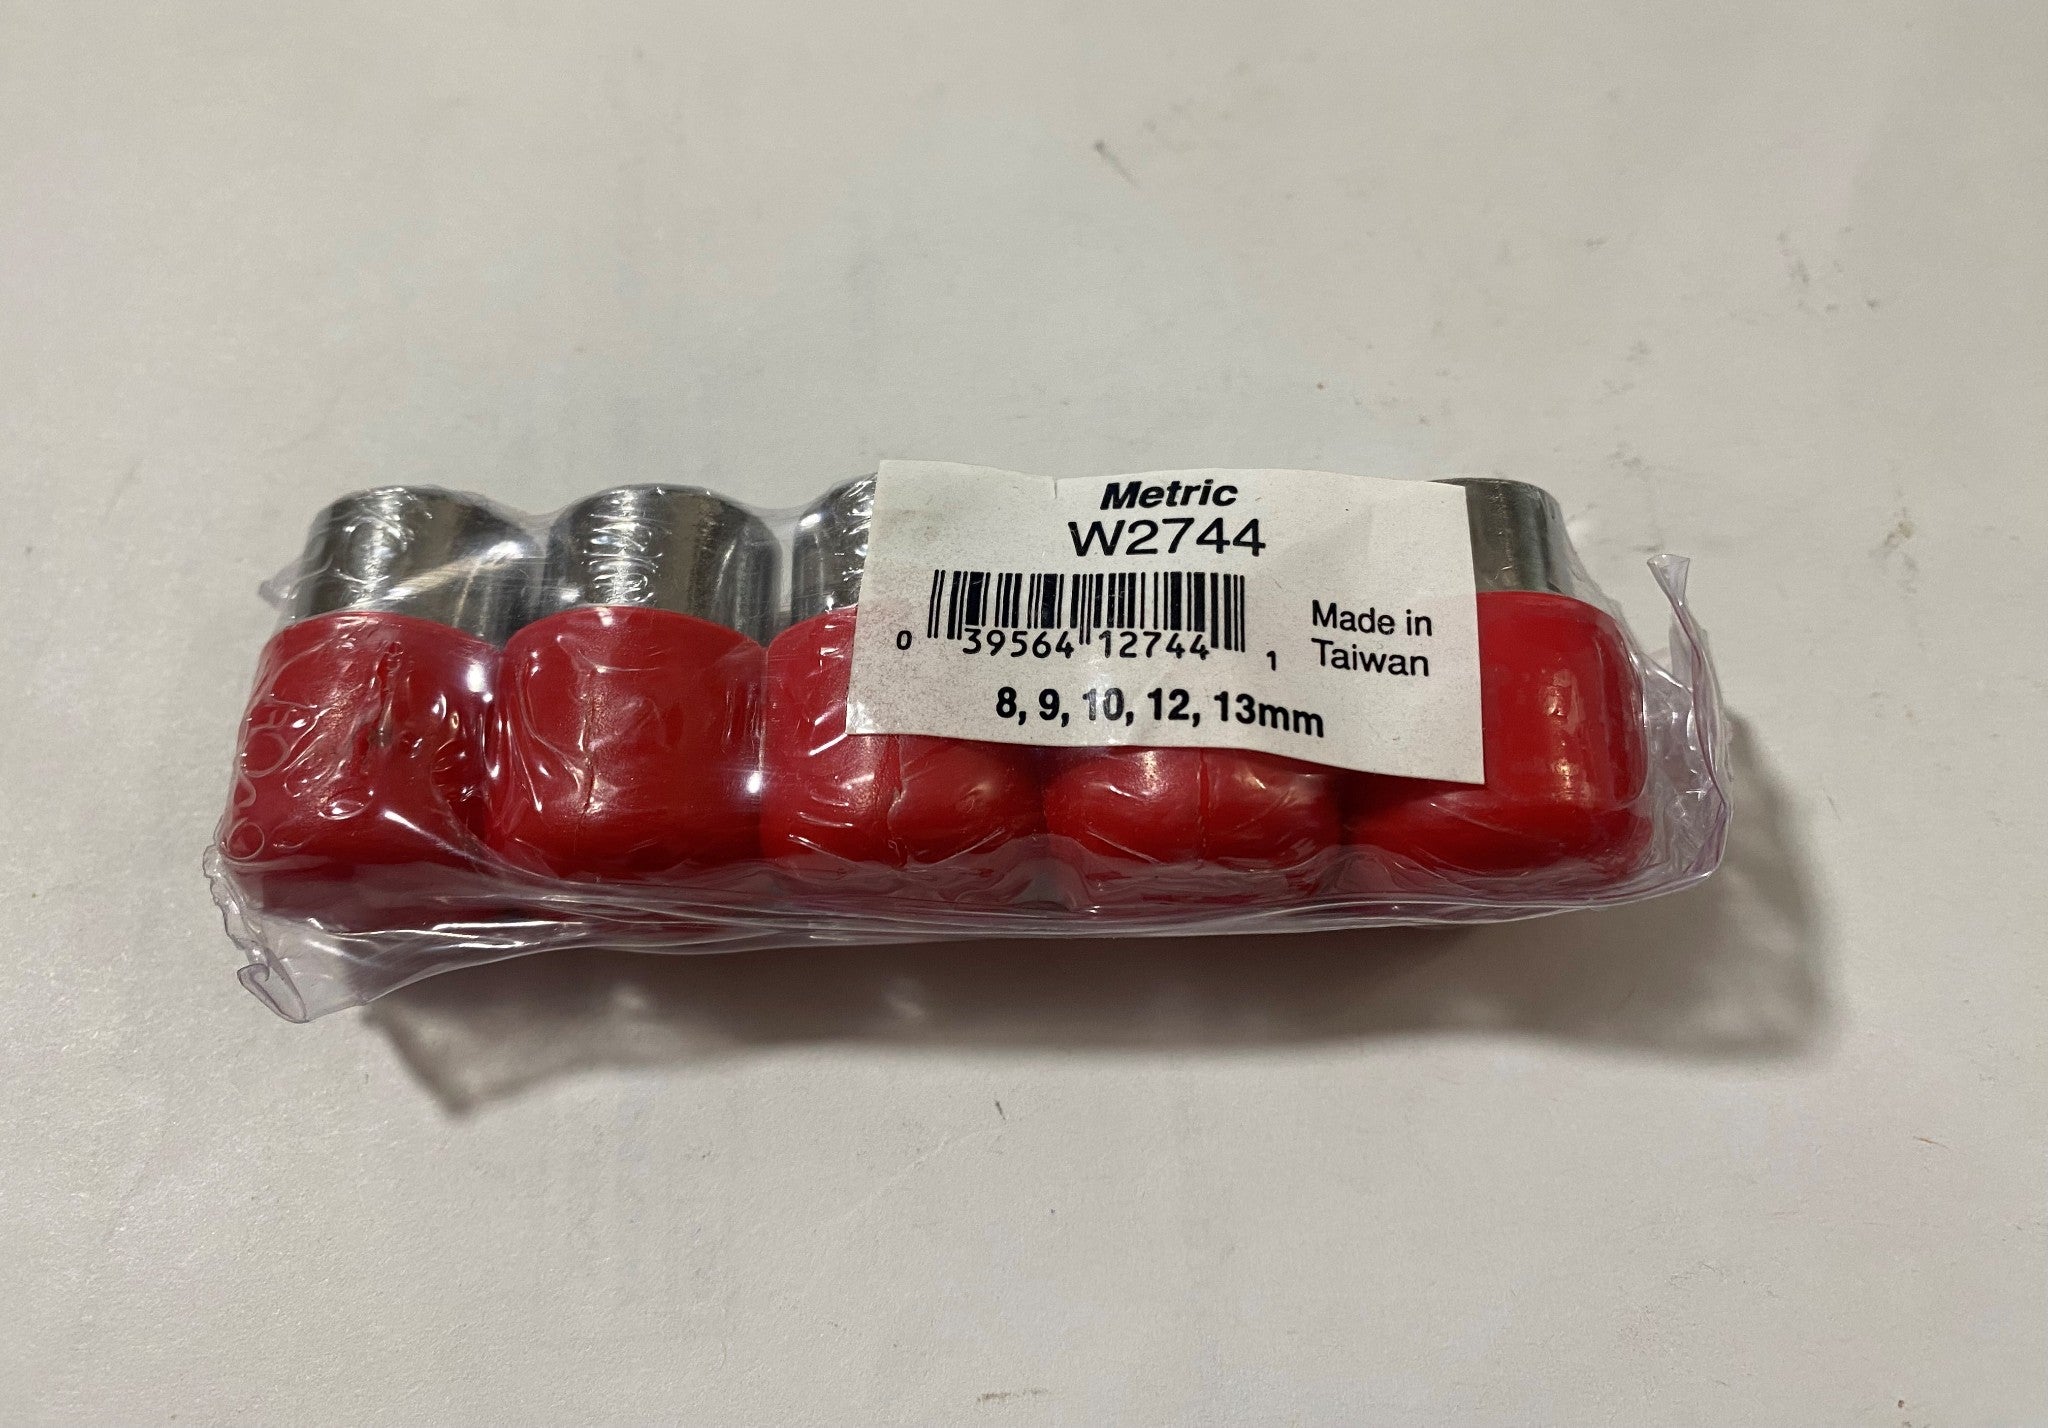 Metric
W2744
0 39564 12744 1
Made in
Taiwan
8, 9, 10, 12, 13mm